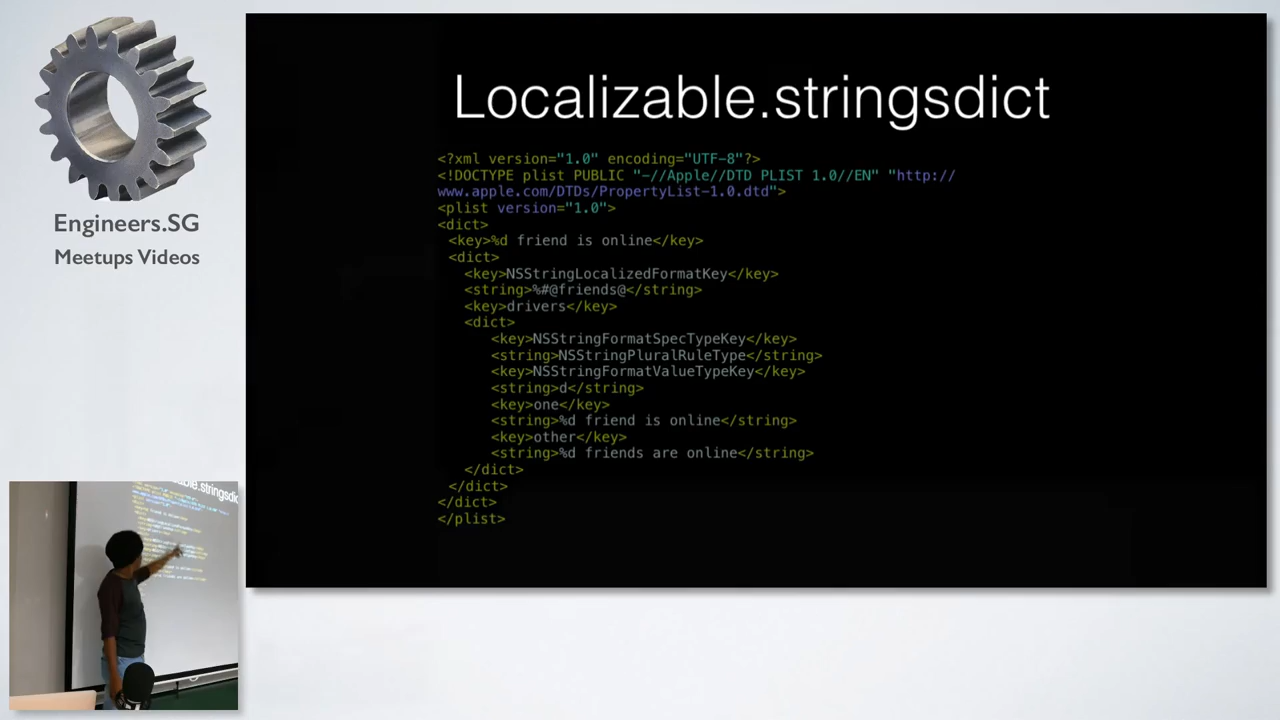 Engineers.SG
Meetups Videos
Localizable.stringsdict
<?xml version="1.0" encoding="UTF-8"?>
<!DOCTYPE plist PUBLIC "-//Apple//DTD PLIST 1.0//EN" "http://
www.apple.com/DTDs/PropertyList-1.0.dtd">
<plist version="1.0">
<dict>
<key>%d friend is online</key>
<dict>
<key>NSStringLocalizedFormatKey</key>
<string>%#@friends@</string>
<key>drivers</key>
<dict>
<key>NSStringFormatSpecTypeKey</key>
<string>NSStringPluralRuleType</string>
<key>NSStringFormatValueTypeKey</key>
<string>d</string>
<key>one</key>
<string>%d friend is online</string>
<key>other</key>
<string>%d friends are online</string>
</dict>
</dict>
</dict>
</plist>